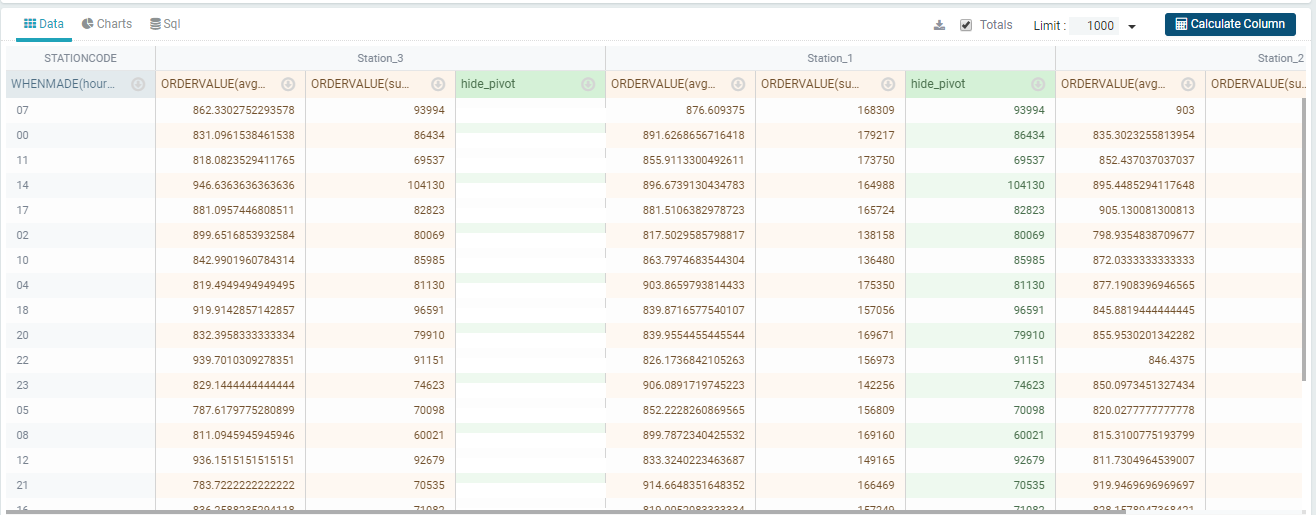 Data Charts Sql Totals Limit : 1000 Calculate Column
STATIONCODE Station_3 Station_1 Station_2
WHENMADE(hour... ORDERVALUE(avg... ORDERVALUE(su... hide_pivot ORDERVALUE(avg... ORDERVALUE(su... hide_pivot ORDERVALUE(avg... ORDERVALUE(su...
07 862.3302752293578 93994 876.609375 168309 93994 903
00 831.0961538461538 86434 891.6268656716418 179217 86434 835.3023255813954
11 818.0823529411765 69537 855.9113300492611 173750 69537 852.437037037037
14 946.6363636363636 104130 896.6739130434783 164988 104130 895.4485294117648
17 881.0957446808511 82823 881.5106382978723 165724 82823 905.130081300813
02 899.6516853932584 80069 817.5029585798817 138158 80069 798.9354838709677
10 842.9901960784314 85985 863.7974683544304 136480 85985 872.0333333333333
04 819.4949494949495 81130 903.8659793814433 175350 81130 877.1908396946565
18 919.9142857142857 96591 839.8716577540107 157056 96591 845.8819444444445
20 832.3958333333334 79910 839.9554455445544 169671 79910 855.9530201342282
22 939.7010309278351 91151 826.1736842105263 156973 91151 846.4375
23 829.1444444444444 74623 906.0891719745223 142256 74623 850.0973451327434
05 787.6179775280899 70098 852.2228260869565 156809 70098 820.0277777777778
08 811.0945945945946 60021 899.7872340425532 169160 60021 815.3100775193799
12 936.1515151515151 92679 833.3240223463687 149165 92679 811.7304964539007
21 783.7222222222222 70535 914.6648351648352 166469 70535 919.9469696969697